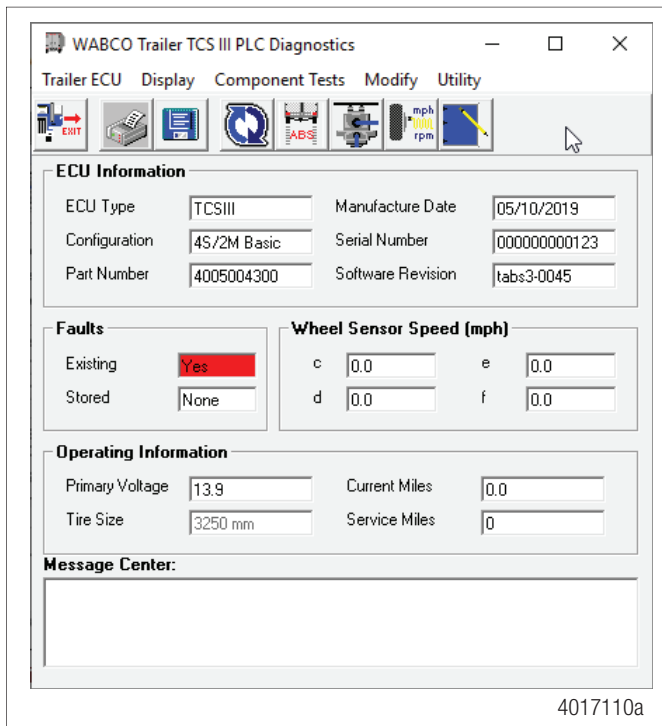 WABCO Trailer TCS III PLC Diagnostics
Trailer ECU Display Component Tests Modify Utility
EXIT ABS mph rpm
ECU Information
ECU Type TCSIII Manufacture Date 05/10/2019
Configuration 4S/2M Basic Serial Number 000000000123
Part Number 4005004300 Software Revision tabs3-0045
Faults Wheel Sensor Speed (mph)
Existing Yes c 0.0 e 0.0
Stored None d 0.0 f 0.0
Operating Information
Primary Voltage 13.9 Current Miles 0.0
Tire Size 3250 mm Service Miles 0
Message Center:
4017110a